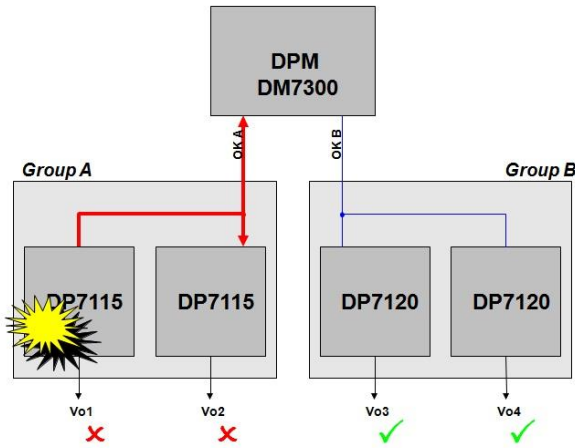 DPM
DM7300
OK A
OK B
Group A
Group B
DP7115
DP7115
DP7120
DP7120
Vo1
Vo2
Vo3
Vo4